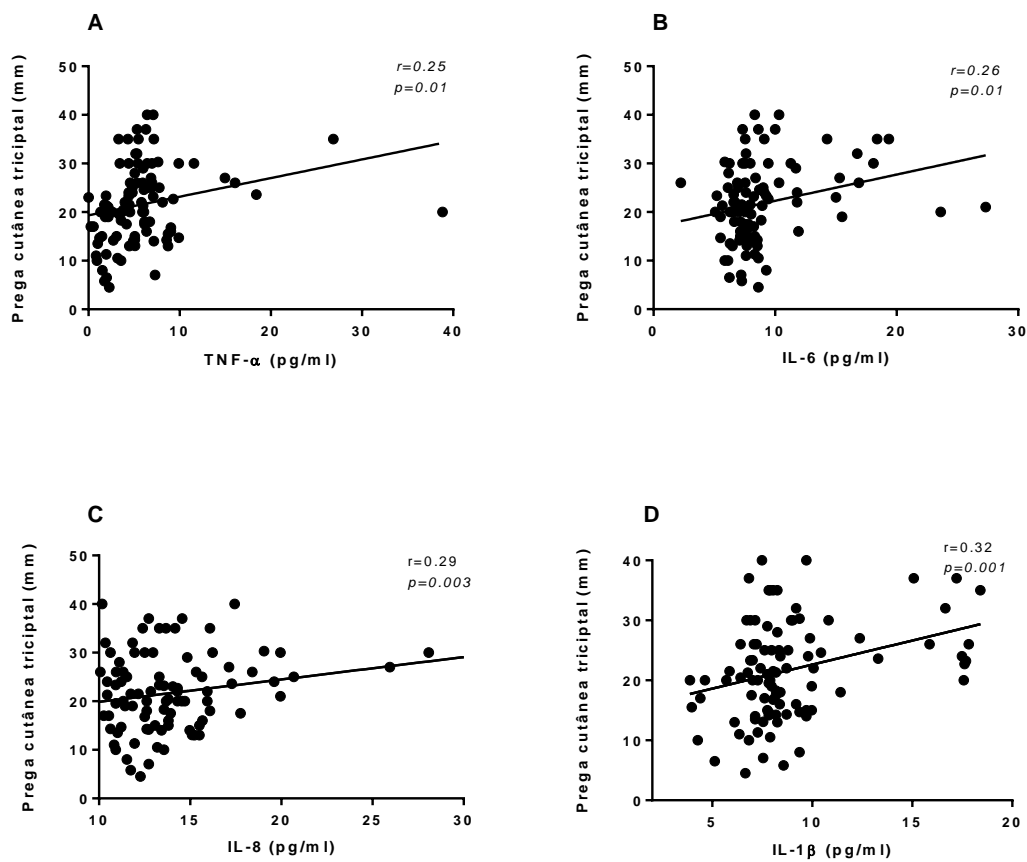 A
Prega cutânea triciptal (mm)
50
40
30
20
10
0
r=0.25
p=0.01
0 10 20 30 40
TNF-α (pg/ml)
B
Prega cutânea triciptal (mm)
50
40
30
20
10
0
r=0.26
p=0.01
0 10 20 30
IL-6 (pg/ml)
C
Prega cutânea triciptal (mm)
50
40
30
20
10
0
r=0.29
p=0.003
10 15 20 25 30
IL-8 (pg/ml)
D
Prega cutânea triciptal (mm)
40
30
20
10
0
r=0.32
p=0.001
5 10 15 20
IL-1β (pg/ml)